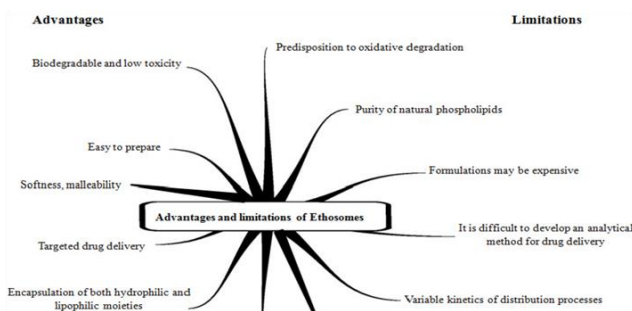 Advantages
Limitations
Predisposition to oxidative degradation
Biodegradable and low toxicity
Purity of natural phospholipids
Easy to prepare
Formulations may be expensive
Softness, malleability
Advantages and limitations of Ethosomes
It is difficult to develop an analytical
method for drug delivery
Targeted drug delivery
Encapsulation of both hydrophilic and
lipophilic moieties
Variable kinetics of distribution processes